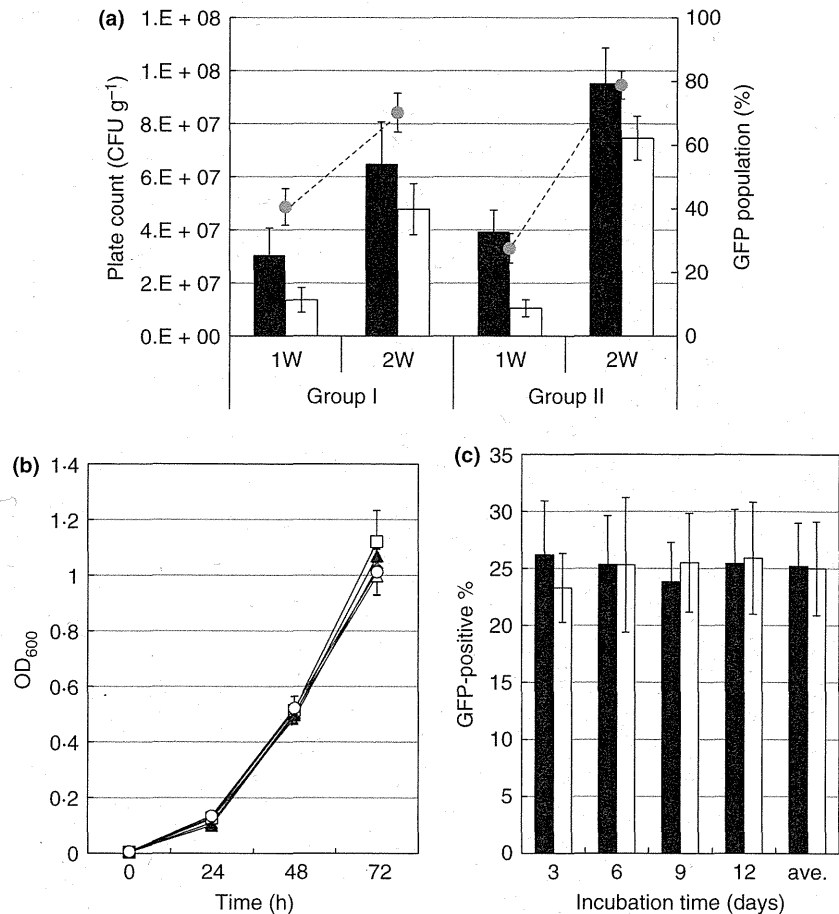 (a)
1.E + 08
1.E + 08
8.E + 07
6.E + 07
4.E + 07
2.E + 07
0.E + 00
Plate count (CFU g⁻¹)
100
80
60
40
20
0
GFP population (%)
1W 2W 1W 2W
Group I Group II
(b)
1·4
1·2
1
0·8
0·6
0·4
0·2
0
OD₆₀₀
0 24 48 72
Time (h)
(c)
35
30
25
20
15
10
5
0
GFP-positive %
3 6 9 12 ave.
Incubation time (days)